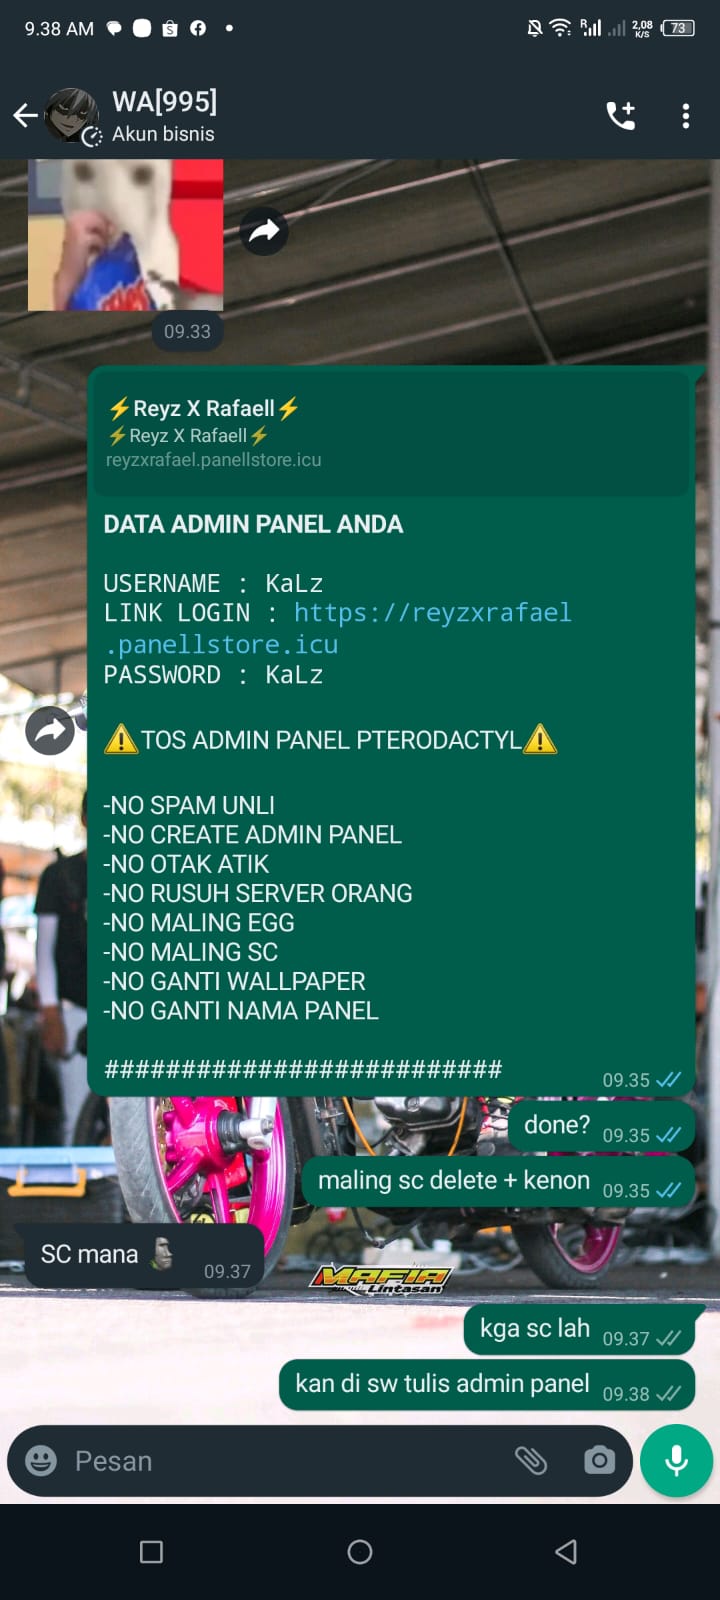 9.38 AM
2,08
K/S
73
R
WA[995]
Akun bisnis
09.33
⚡Reyz X Rafaell⚡
⚡Reyz X Rafaell⚡
reyzxrafael.panellstore.icu
DATA ADMIN PANEL ANDA
USERNAME : KaLz
LINK LOGIN : https://reyzxrafael
.panellstore.icu
PASSWORD : KaLz
⚠️TOS ADMIN PANEL PTERODACTYL⚠️
-NO SPAM UNLI
-NO CREATE ADMIN PANEL
-NO OTAK ATIK
-NO RUSUH SERVER ORANG
-NO MALING EGG
-NO MALING SC
-NO GANTI WALLPAPER
-NO GANTI NAMA PANEL
##########################
09.35
done? 09.35
maling sc delete + kenon 09.35
SC mana 🗿 09.37
MAFIA
Lintasan
kga sc lah 09.37
kan di sw tulis admin panel 09.38
Pesan